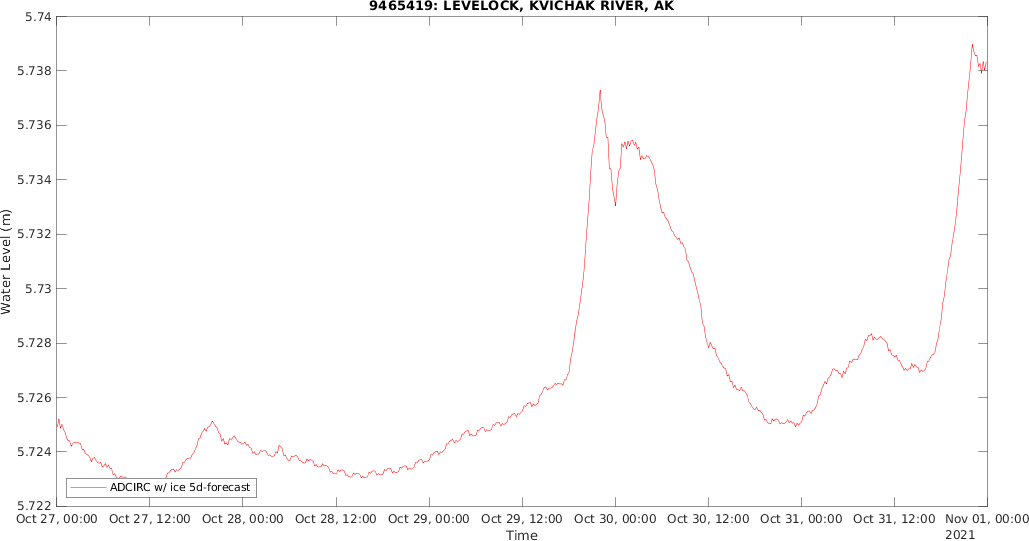 9465419: LEVELOCK, KVICHAK RIVER, AK
5.74
5.738
5.736
5.734
5.732
5.73
5.728
5.726
5.724
5.722
Water Level (m)
ADCIRC w/ ice 5d-forecast
Oct 27, 00:00 Oct 27, 12:00 Oct 28, 00:00 Oct 28, 12:00 Oct 29, 00:00 Oct 29, 12:00 Oct 30, 00:00 Oct 30, 12:00 Oct 31, 00:00 Oct 31, 12:00 Nov 01, 00:00
2021
Time